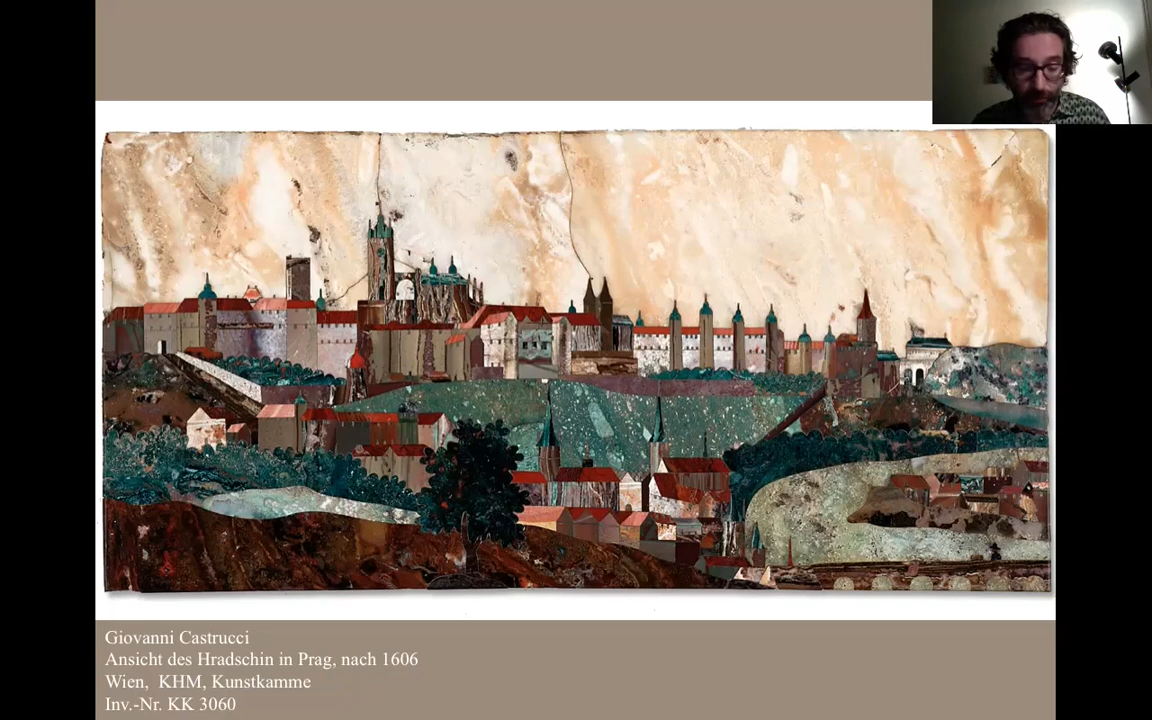 Giovanni Castrucci
Ansicht des Hradschin in Prag, nach 1606
Wien,  KHM, Kunstkamme
Inv.-Nr. KK 3060